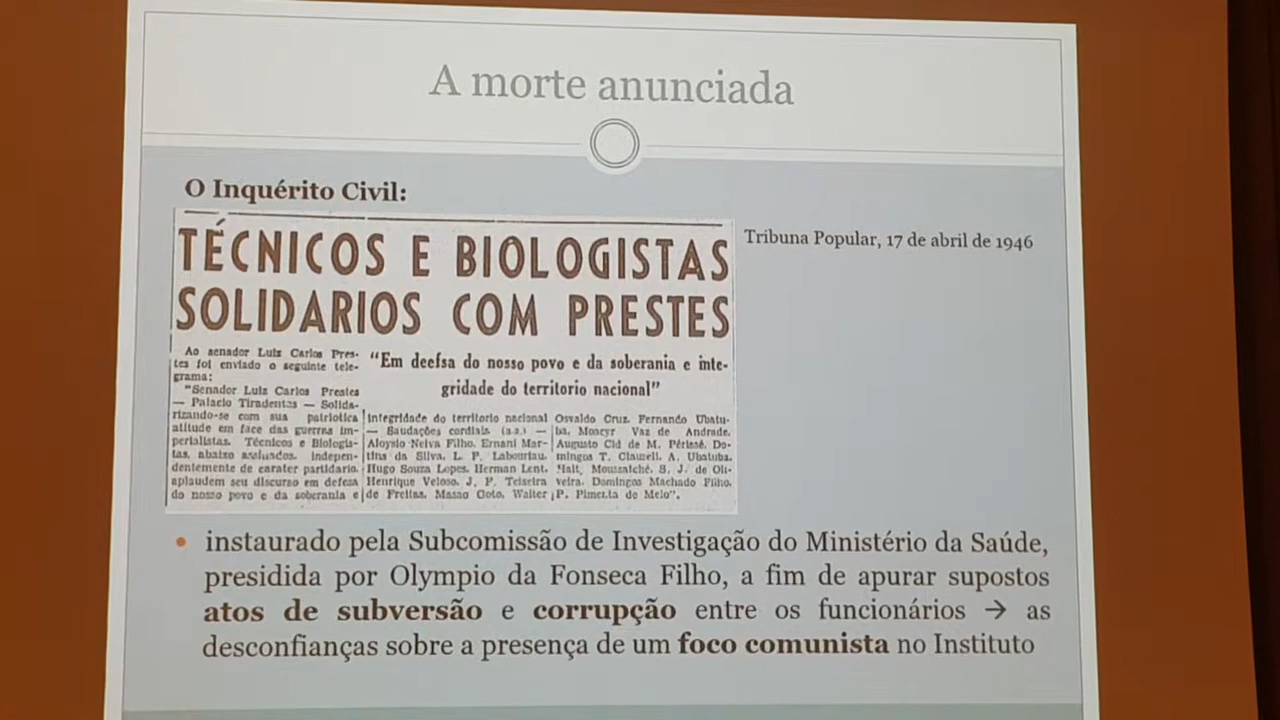 A morte anunciada
O Inquérito Civil:
TÉCNICOS E BIOLOGISTAS
SOLIDARIOS COM PRESTES
Tribuna Popular, 17 de abril de 1946
Ao senador Luiz Carlos Pres-
tes foi enviado o seguinte tele-
grama:
"Senador Luiz Carlos Prestes
— Palacio Tiradentes — Solida-
rizando-se com sua patriotica
atitude em face das guerras im-
perialistas. Técnicos e Biologis-
tas, abaixo assinados, indepen-
dentemente de carater partidario.
aplaudem seu discurso em defesa
do nosso povo e da soberania e
"Em deefsa do nosso povo e da soberania e inte-
gridade do territorio nacional"
integridade do territorio nacional
— Saudações cordiais (a.a.) —
Aloysio Neiva Filho. Ernani Mar-
tins da Silva. L. P. Labouriau.
Hugo Souza Lopes. Herman Lent.
Henrique Veloso. J. F. Teixeira
de Freitas. Masao Goto. Walter
Osvaldo Cruz. Fernando Ubatu-
ba. Moacyr Vaz de Andrade.
Augusto Cid de M. Périssé. Do-
mingos T. A. Ubatuba.
Moussatché. S. J. de Oli-
veira. Domingos Machado Filho.
P. Pimenta de Melo".
• instaurado pela Subcomissão de Investigação do Ministério da Saúde,
presidida por Olympio da Fonseca Filho, a fim de apurar supostos
atos de subversão e corrupção entre os funcionários → as
desconfianças sobre a presença de um foco comunista no Instituto